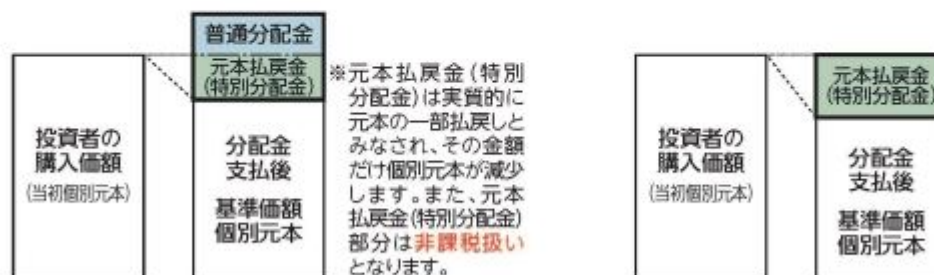 普通分配金
元本払戻金
(特別分配金)
投資者の
購入価額
(当初個別元本)
分配金
支払後
基準価額
個別元本
※元本払戻金(特別
分配金)は実質的に
元本の一部払戻しと
みなされ、その金額
だけ個別元本が減少
します。また、元本
払戻金(特別分配金)
部分は非課税扱い
となります。
投資者の
購入価額
(当初個別元本)
元本払戻金
(特別分配金)
分配金
支払後
基準価額
個別元本